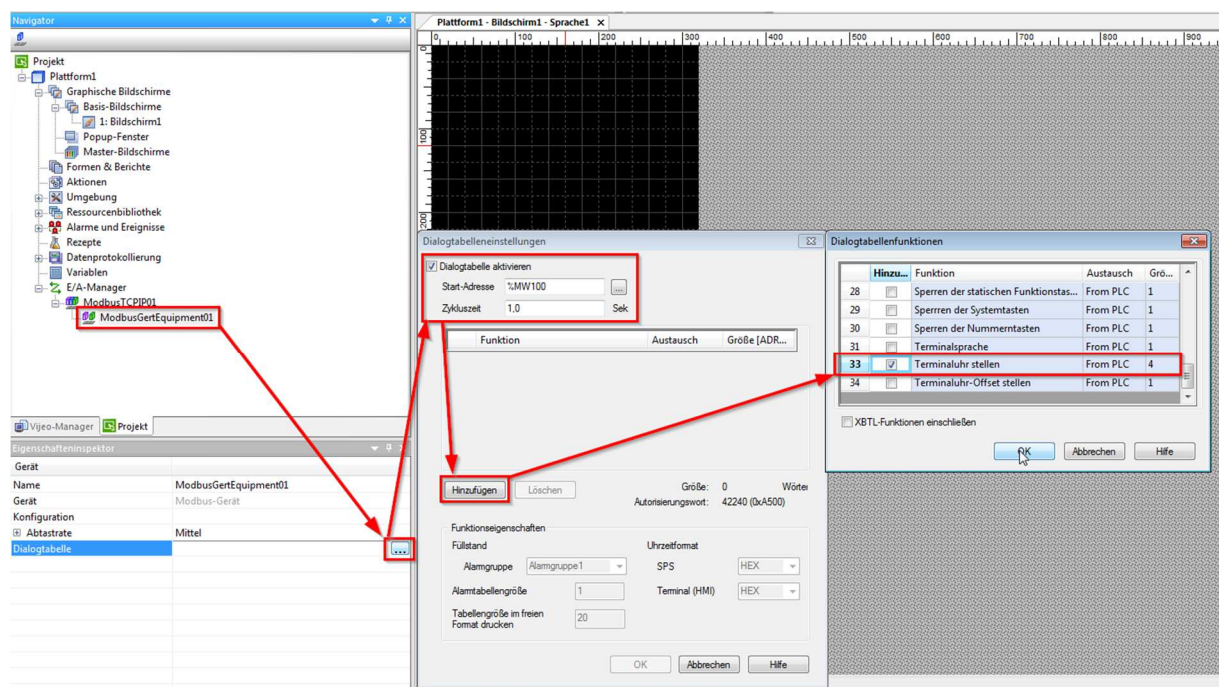 Navigator
Projekt
Plattform1
Graphische Bildschirme
Basis-Bildschirme
1: Bildschirm1
Popup-Fenster
Master-Bildschirme
Formen & Berichte
Aktionen
Umgebung
Ressourcenbibliothek
Alarme und Ereignisse
Rezepte
Datenprotokollierung
Variablen
E/A-Manager
ModbusTCPIP01
ModbusGertEquipment01
Vijeo-Manager Projekt
Eigenschafteninspektor
Gerät
Name ModbusGertEquipment01
Gerät Modbus-Gerät
Konfiguration
Abtastrate Mittel
Dialogtabelle ...
Plattform1 - Bildschirm1 - Sprache1
0 100 200 300 400 500 600 700 800 900
0
100
200
Dialogtabelleneinstellungen
Dialogtabelle aktivieren
Start-Adresse %MW100 ...
Zykluszeit 1,0 Sek
Funktion Austausch Größe [ADR...
Hinzufügen Löschen
Größe: 0 Wörter
Autorisierungswort: 42240 (0xA500)
Funktionseigenschaften
Füllstand Uhrzeitformat
Alarmgruppe Alarmgruppe1 SPS HEX
Alarmtabellengröße 1 Terminal (HMI) HEX
Tabellengröße im freien
Format drucken 20
OK Abbrechen Hilfe
Dialogtabellenfunktionen
Hinzu... Funktion Austausch Grö...
28 Sperren der statischen Funktionstas... From PLC 1
29 Sperrren der Systemtasten From PLC 1
30 Sperren der Nummerntasten From PLC 1
31 Terminalsprache From PLC 1
33 Terminaluhr stellen From PLC 4
34 Terminaluhr-Offset stellen From PLC 1
XBTL-Funktionen einschließen
OK Abbrechen Hilfe